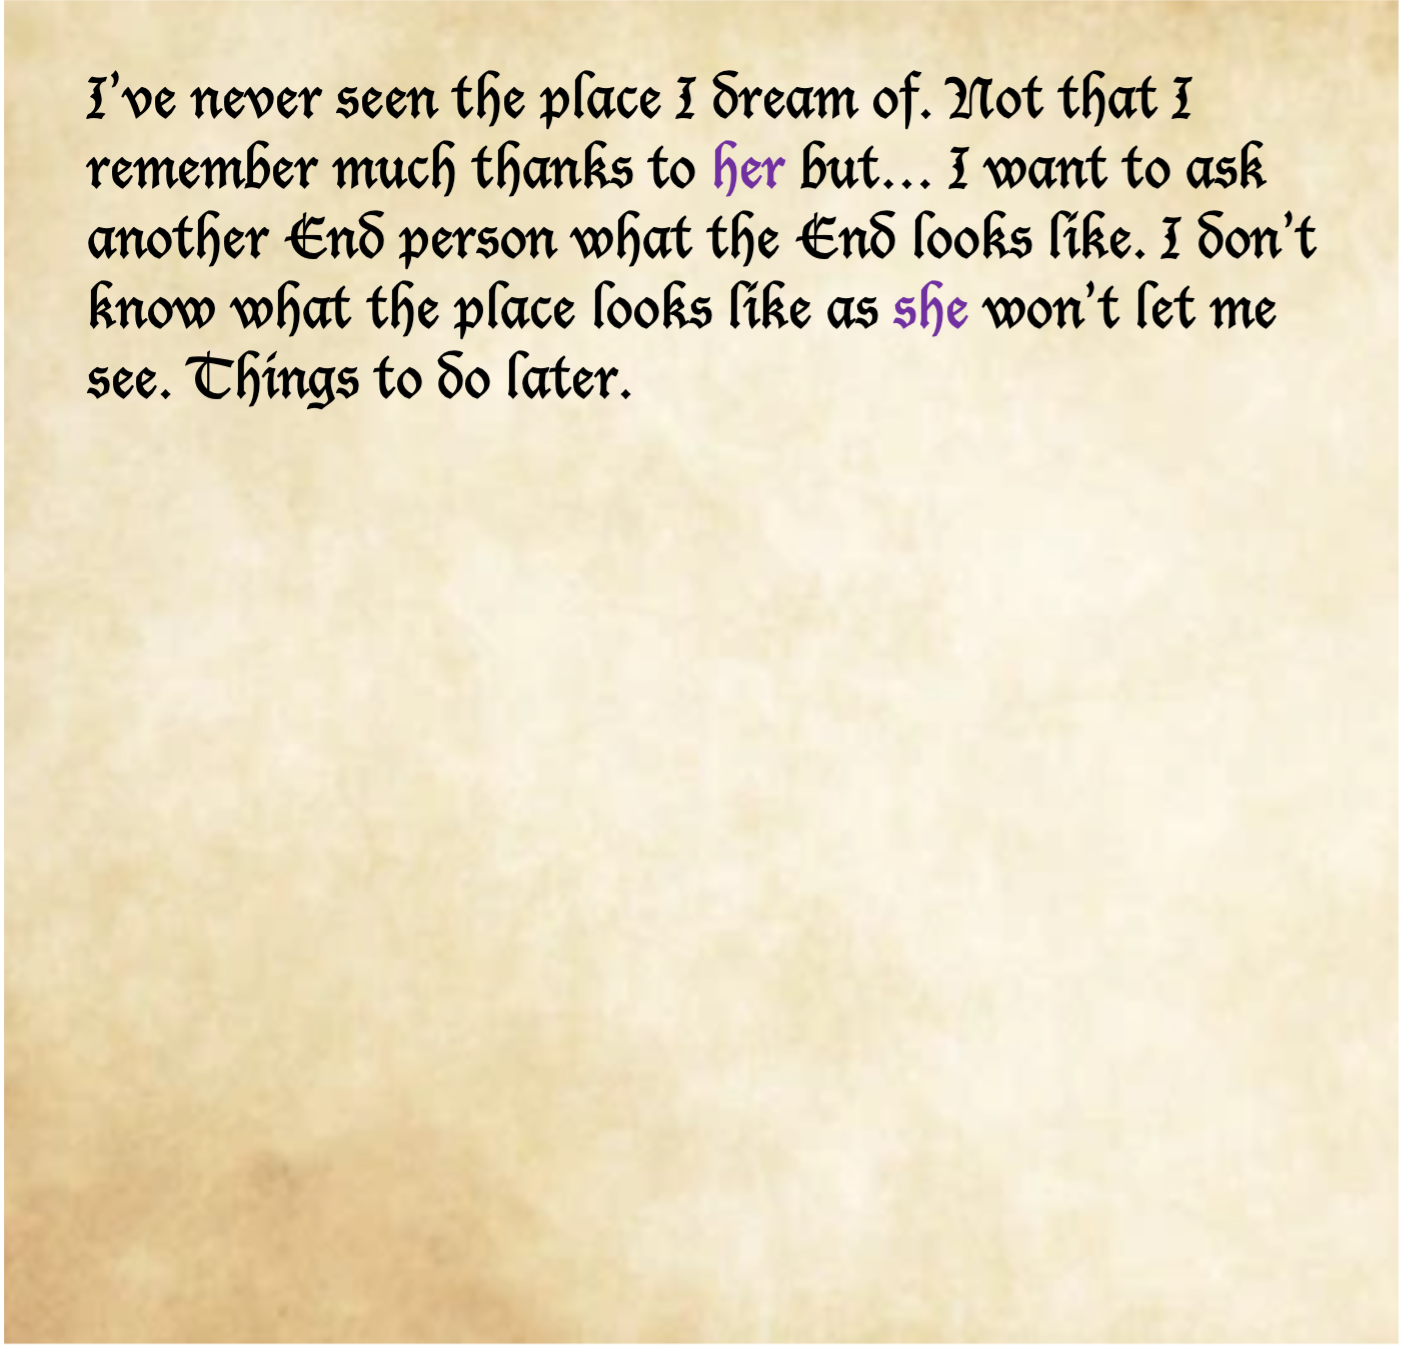 I’ve never seen the place I dream of. Not that I
remember much thanks to her but... I want to ask
another End person what the End looks like. I don’t
know what the place looks like as she won’t let me
see. Things to do later.